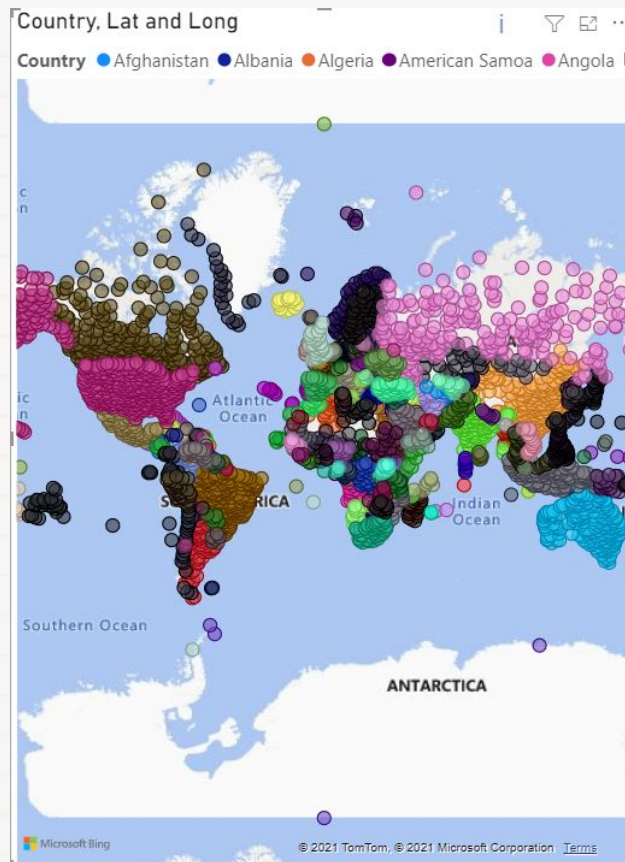 Country, Lat and Long
Country Afghanistan Albania Algeria American Samoa Angola
Atlantic
Ocean
RICA
Indian
Ocean
Southern Ocean
ANTARCTICA
Microsoft Bing
© 2021 TomTom, © 2021 Microsoft Corporation Terms